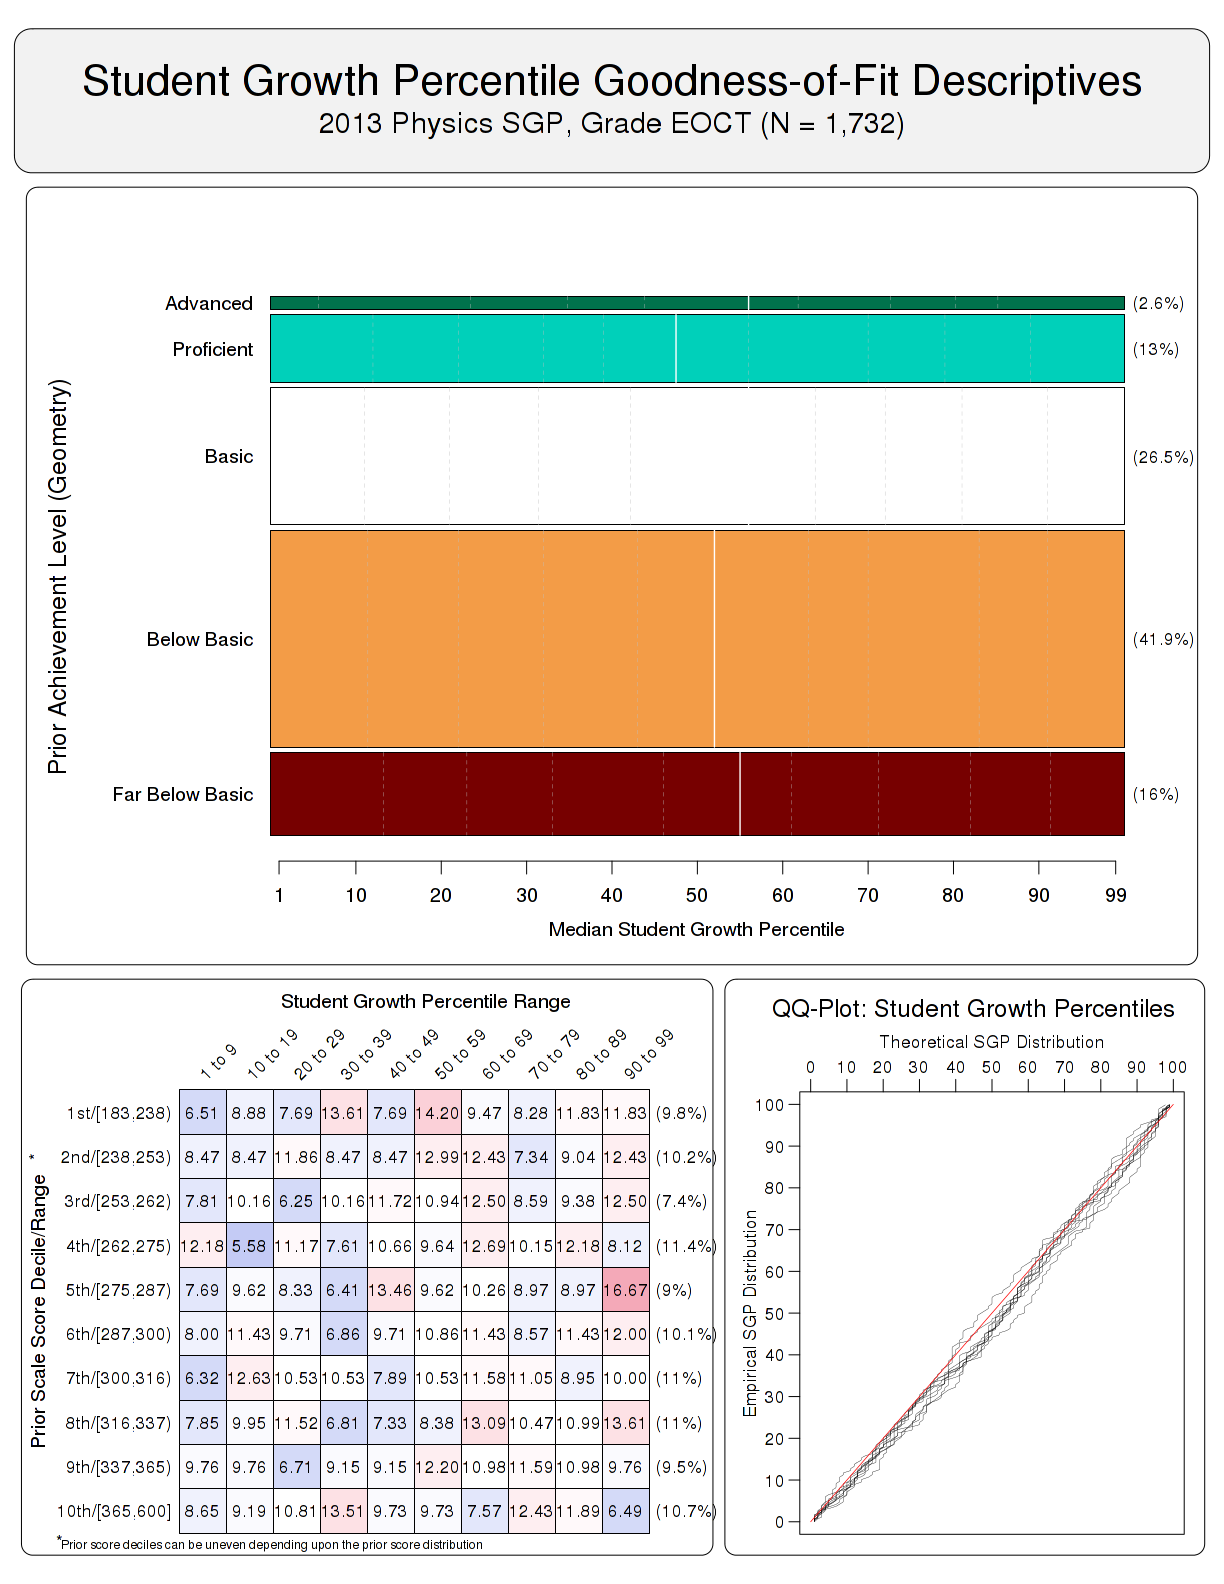 Student Growth Percentile Goodness-of-Fit Descriptives
2013 Physics SGP, Grade EOCT (N = 1,732)
Prior Achievement Level (Geometry)
Advanced (2.6%)
Proficient (13%)
Basic (26.5%)
Below Basic (41.9%)
Far Below Basic (16%)
1 10 20 30 40 50 60 70 80 90 99
Median Student Growth Percentile
Student Growth Percentile Range
1 to 9 10 to 19 20 to 29 30 to 39 40 to 49 50 to 59 60 to 69 70 to 79 80 to 89 90 to 99
Prior Scale Score Decile/Range *
1st/[183,238) 6.51 8.88 7.69 13.61 7.69 14.20 9.47 8.28 11.83 11.83 (9.8%)
2nd/[238,253) 8.47 8.47 11.86 8.47 8.47 12.99 12.43 7.34 9.04 12.43 (10.2%)
3rd/[253,262) 7.81 10.16 6.25 10.16 11.72 10.94 12.50 8.59 9.38 12.50 (7.4%)
4th/[262,275) 12.18 5.58 11.17 7.61 10.66 9.64 12.69 10.15 12.18 8.12 (11.4%)
5th/[275,287) 7.69 9.62 8.33 6.41 13.46 9.62 10.26 8.97 8.97 16.67 (9%)
6th/[287,300) 8.00 11.43 9.71 6.86 9.71 10.86 11.43 8.57 11.43 12.00 (10.1%)
7th/[300,316) 6.32 12.63 10.53 10.53 7.89 10.53 11.58 11.05 8.95 10.00 (11%)
8th/[316,337) 7.85 9.95 11.52 6.81 7.33 8.38 13.09 10.47 10.99 13.61 (11%)
9th/[337,365) 9.76 9.76 6.71 9.15 9.15 12.20 10.98 11.59 10.98 9.76 (9.5%)
10th/[365,600] 8.65 9.19 10.81 13.51 9.73 9.73 7.57 12.43 11.89 6.49 (10.7%)
*Prior score deciles can be uneven depending upon the prior score distribution
QQ-Plot: Student Growth Percentiles
Theoretical SGP Distribution
0 10 20 30 40 50 60 70 80 90 100
Empirical SGP Distribution
100
90
80
70
60
50
40
30
20
10
0